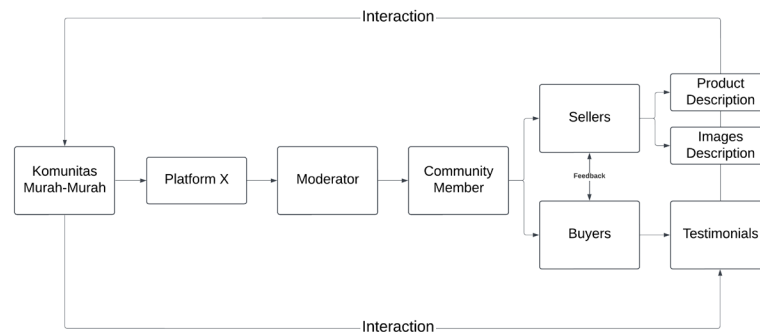 Interaction
Product
Description
Sellers
Images
Description
Komunitas
Murah-Murah
Platform X
Moderator
Community
Member
Feedback
Buyers
Testimonials
Interaction